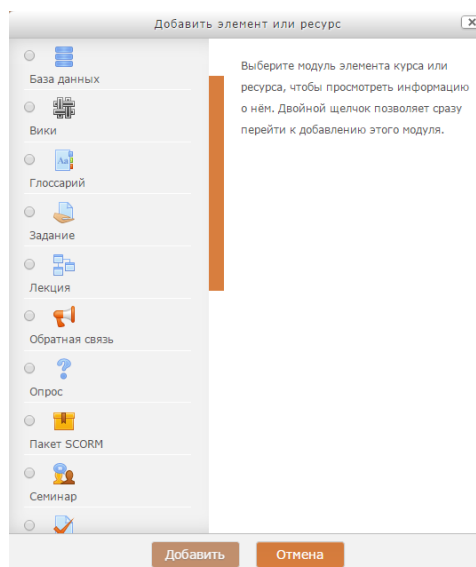 Добавить элемент или ресурс
База данных
Вики
Aa
Глоссарий
Задание
Лекция
Обратная связь
?
Опрос
Пакет SCORM
Семинар
Выберите модуль элемента курса или
ресурса, чтобы просмотреть информацию
о нём. Двойной щелчок позволяет сразу
перейти к добавлению этого модуля.
Добавить
Отмена